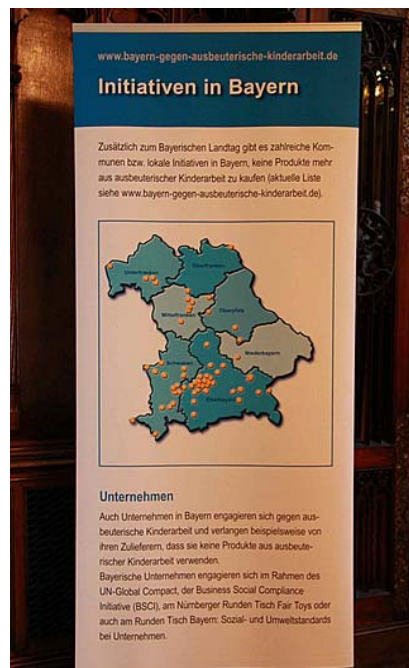 www.bayern-gegen-ausbeuterische-kinderarbeit.de
Initiativen in Bayern
Zusätzlich zum Bayerischen Landtag gibt es zahlreiche Kom-
munen bzw. lokale Initiativen in Bayern, keine Produkte mehr
aus ausbeuterischer Kinderarbeit zu kaufen (aktuelle Liste
siehe www.bayern-gegen-ausbeuterische-kinderarbeit.de).
Oberfranken
Unterfranken
Mittelfranken
Oberpfalz
Niederbayern
Schwaben
Oberbayern
Unternehmen
Auch Unternehmen in Bayern engagieren sich gegen aus-
beuterische Kinderarbeit und verlangen beispielsweise von
ihren Zulieferern, dass sie keine Produkte aus ausbeute-
rischer Kinderarbeit verwenden.
Bayerische Unternehmen engagieren sich im Rahmen des
UN-Global Compact, der Business Social Compliance
Initiative (BSCI), am Nürnberger Runden Tisch Fair Toys oder
auch am Runden Tisch Bayern: Sozial- und Umweltstandards
bei Unternehmen.